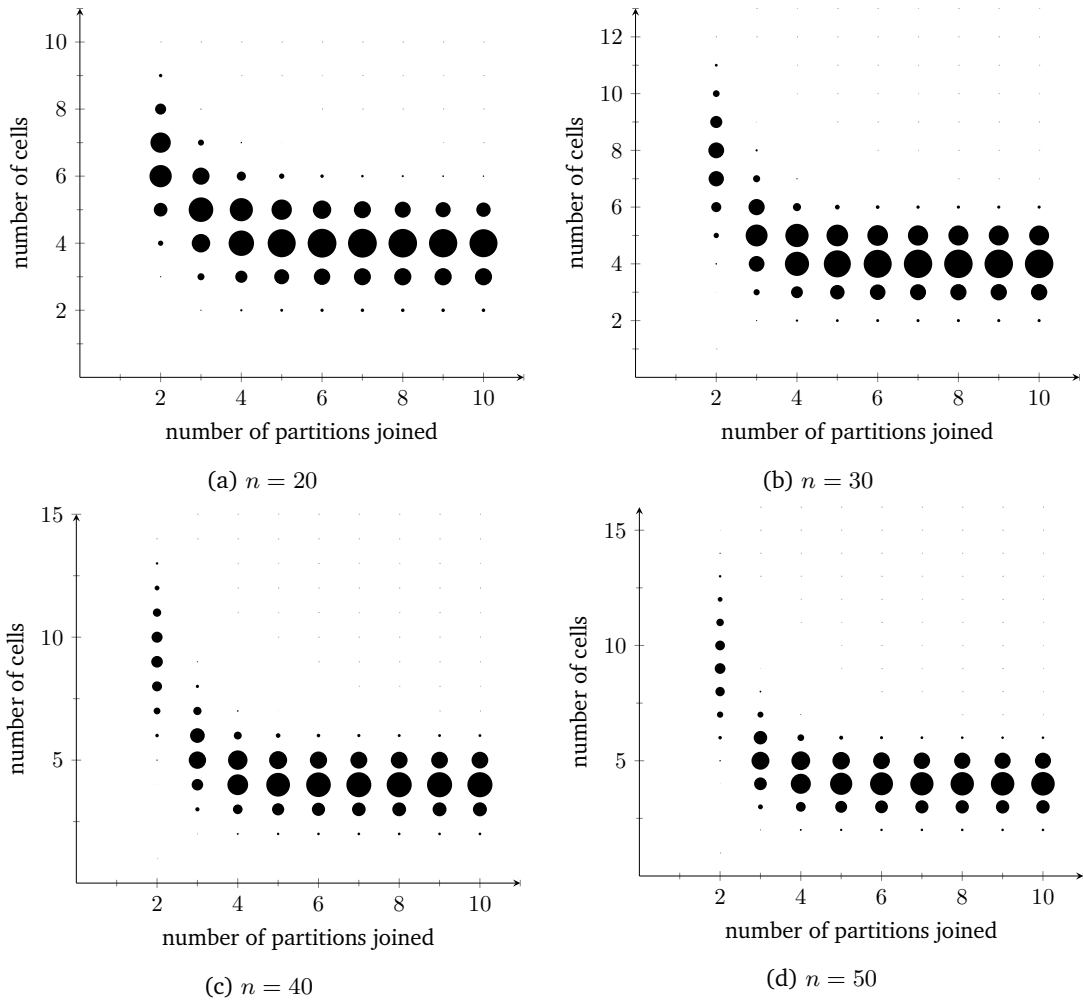 10
8
6
4
2
number of cells
2 4 6 8 10
number of partitions joined
(a) n = 20
12
10
8
6
4
2
number of cells
2 4 6 8 10
number of partitions joined
(b) n = 30
15
10
5
number of cells
2 4 6 8 10
number of partitions joined
(c) n = 40
15
10
5
number of cells
2 4 6 8 10
number of partitions joined
(d) n = 50